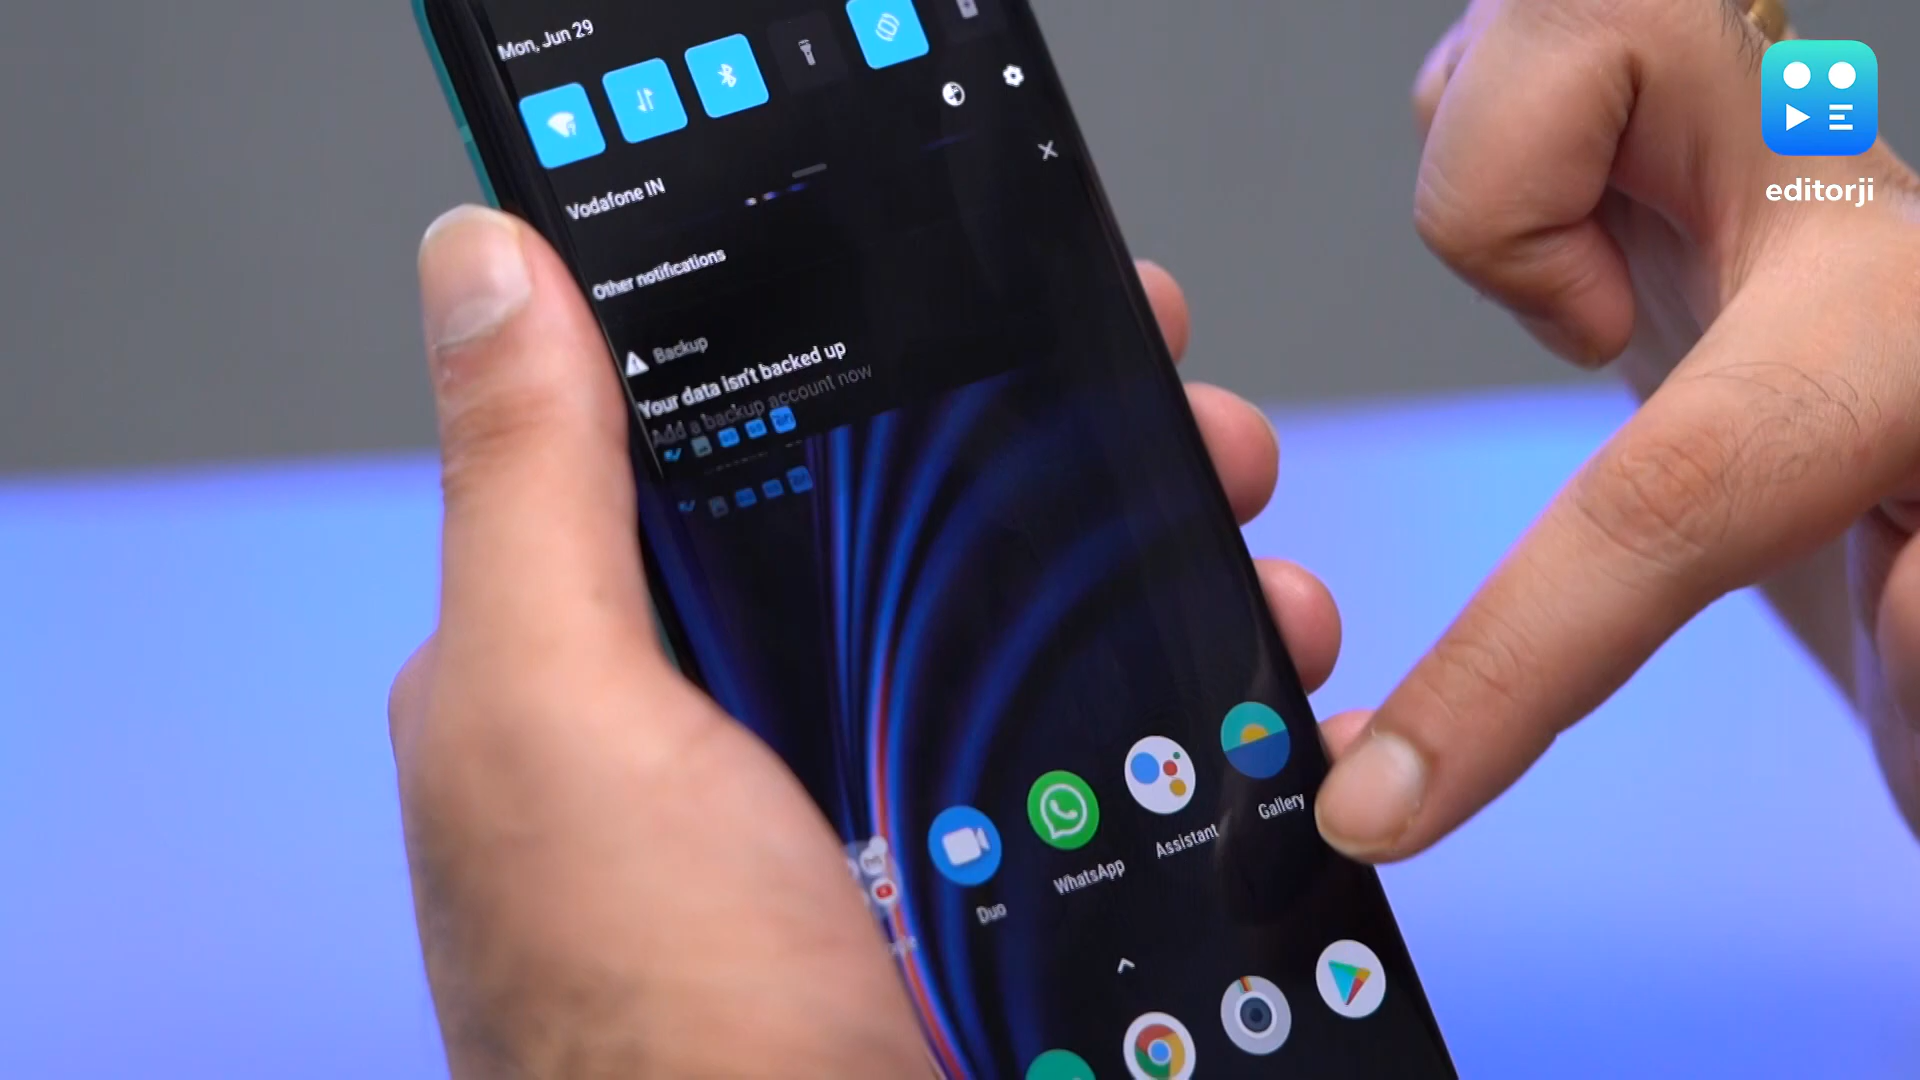 Mon, Jun 29
Vodafone IN
Other notifications
Backup
Your data isn't backed up
Add a backup account now
editorji
Gallery
Assistant
WhatsApp
Duo